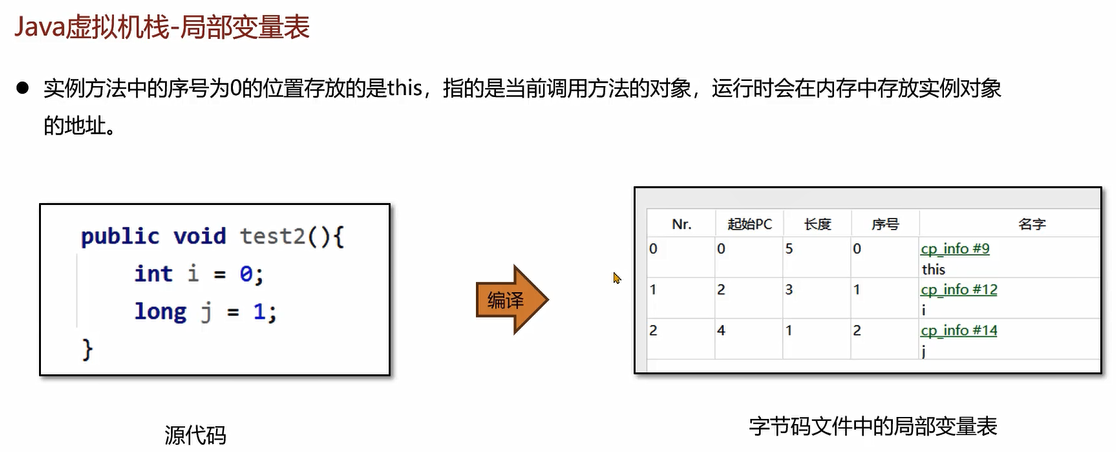 Java虚拟机栈-局部变量表
● 实例方法中的序号为0的位置存放的是this，指的是当前调用方法的对象，运行时会在内存中存放实例对象
的地址。
public void test2(){
int i = 0;
long j = 1;
}
源代码
编译
Nr. 起始PC 长度 序号 名字
0 0 5 0 cp_info #9
this
1 2 3 1 cp_info #12
i
2 4 1 2 cp_info #14
j
字节码文件中的局部变量表